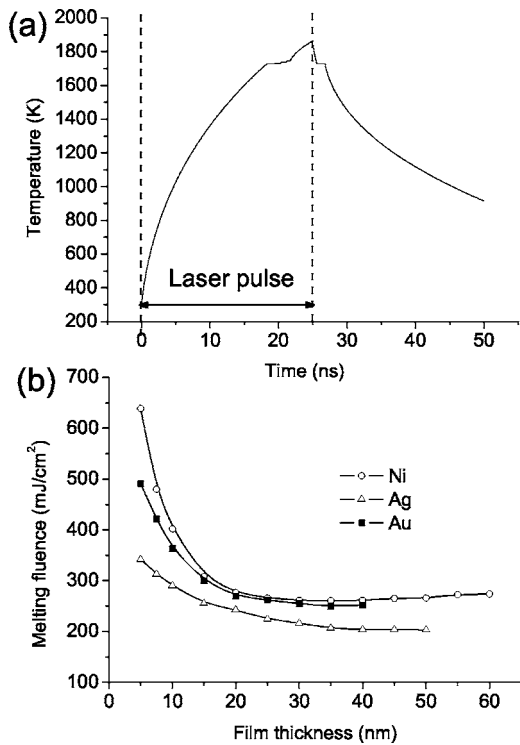 (a)
2000
1800
1600
1400
1200
1000
800
600
400
200
Temperature (K)
Laser pulse
0 10 20 30 40 50
Time (ns)
(b)
700
600
500
400
300
200
100
Melting fluence (mJ/cm²)
Ni
Ag
Au
0 10 20 30 40 50 60
Film thickness (nm)